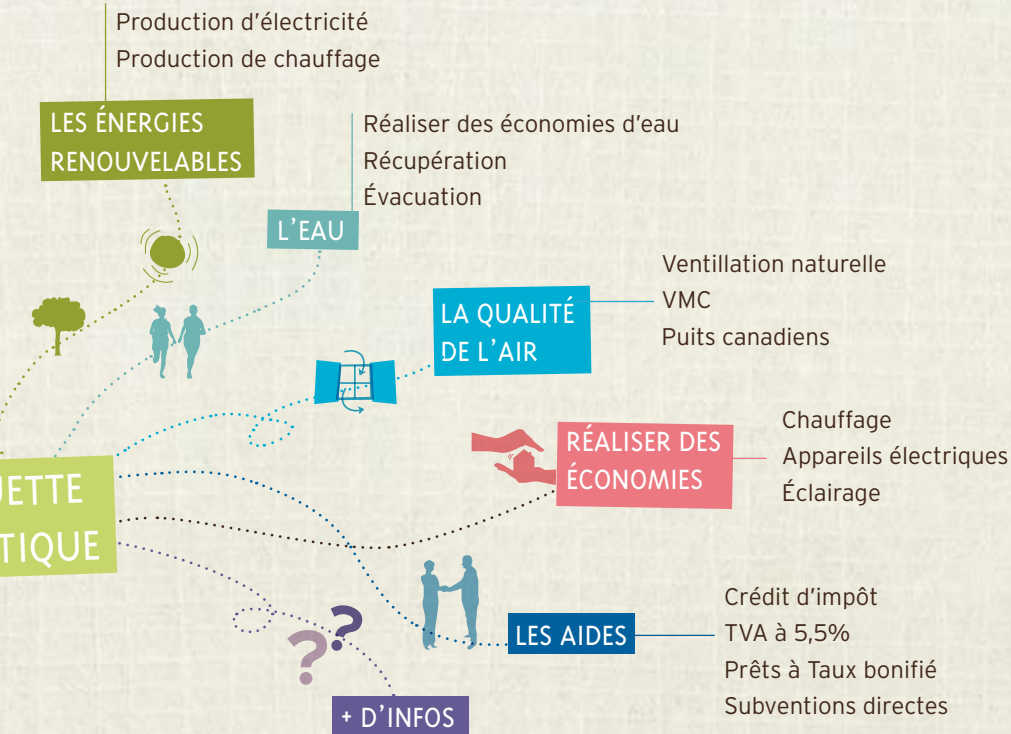 Production d'électricité
Production de chauffage
LES ÉNERGIES
RENOUVELABLES
Réaliser des économies d'eau
Récupération
Évacuation
L'EAU
Ventillation naturelle
VMC
Puits canadiens
LA QUALITÉ
DE L'AIR
Chauffage
Appareils électriques
Éclairage
RÉALISER DES
ÉCONOMIES
UETTE
TIQUE
Crédit d'impôt
TVA à 5,5%
Prêts à Taux bonifié
Subventions directes
LES AIDES
??
+ D'INFOS